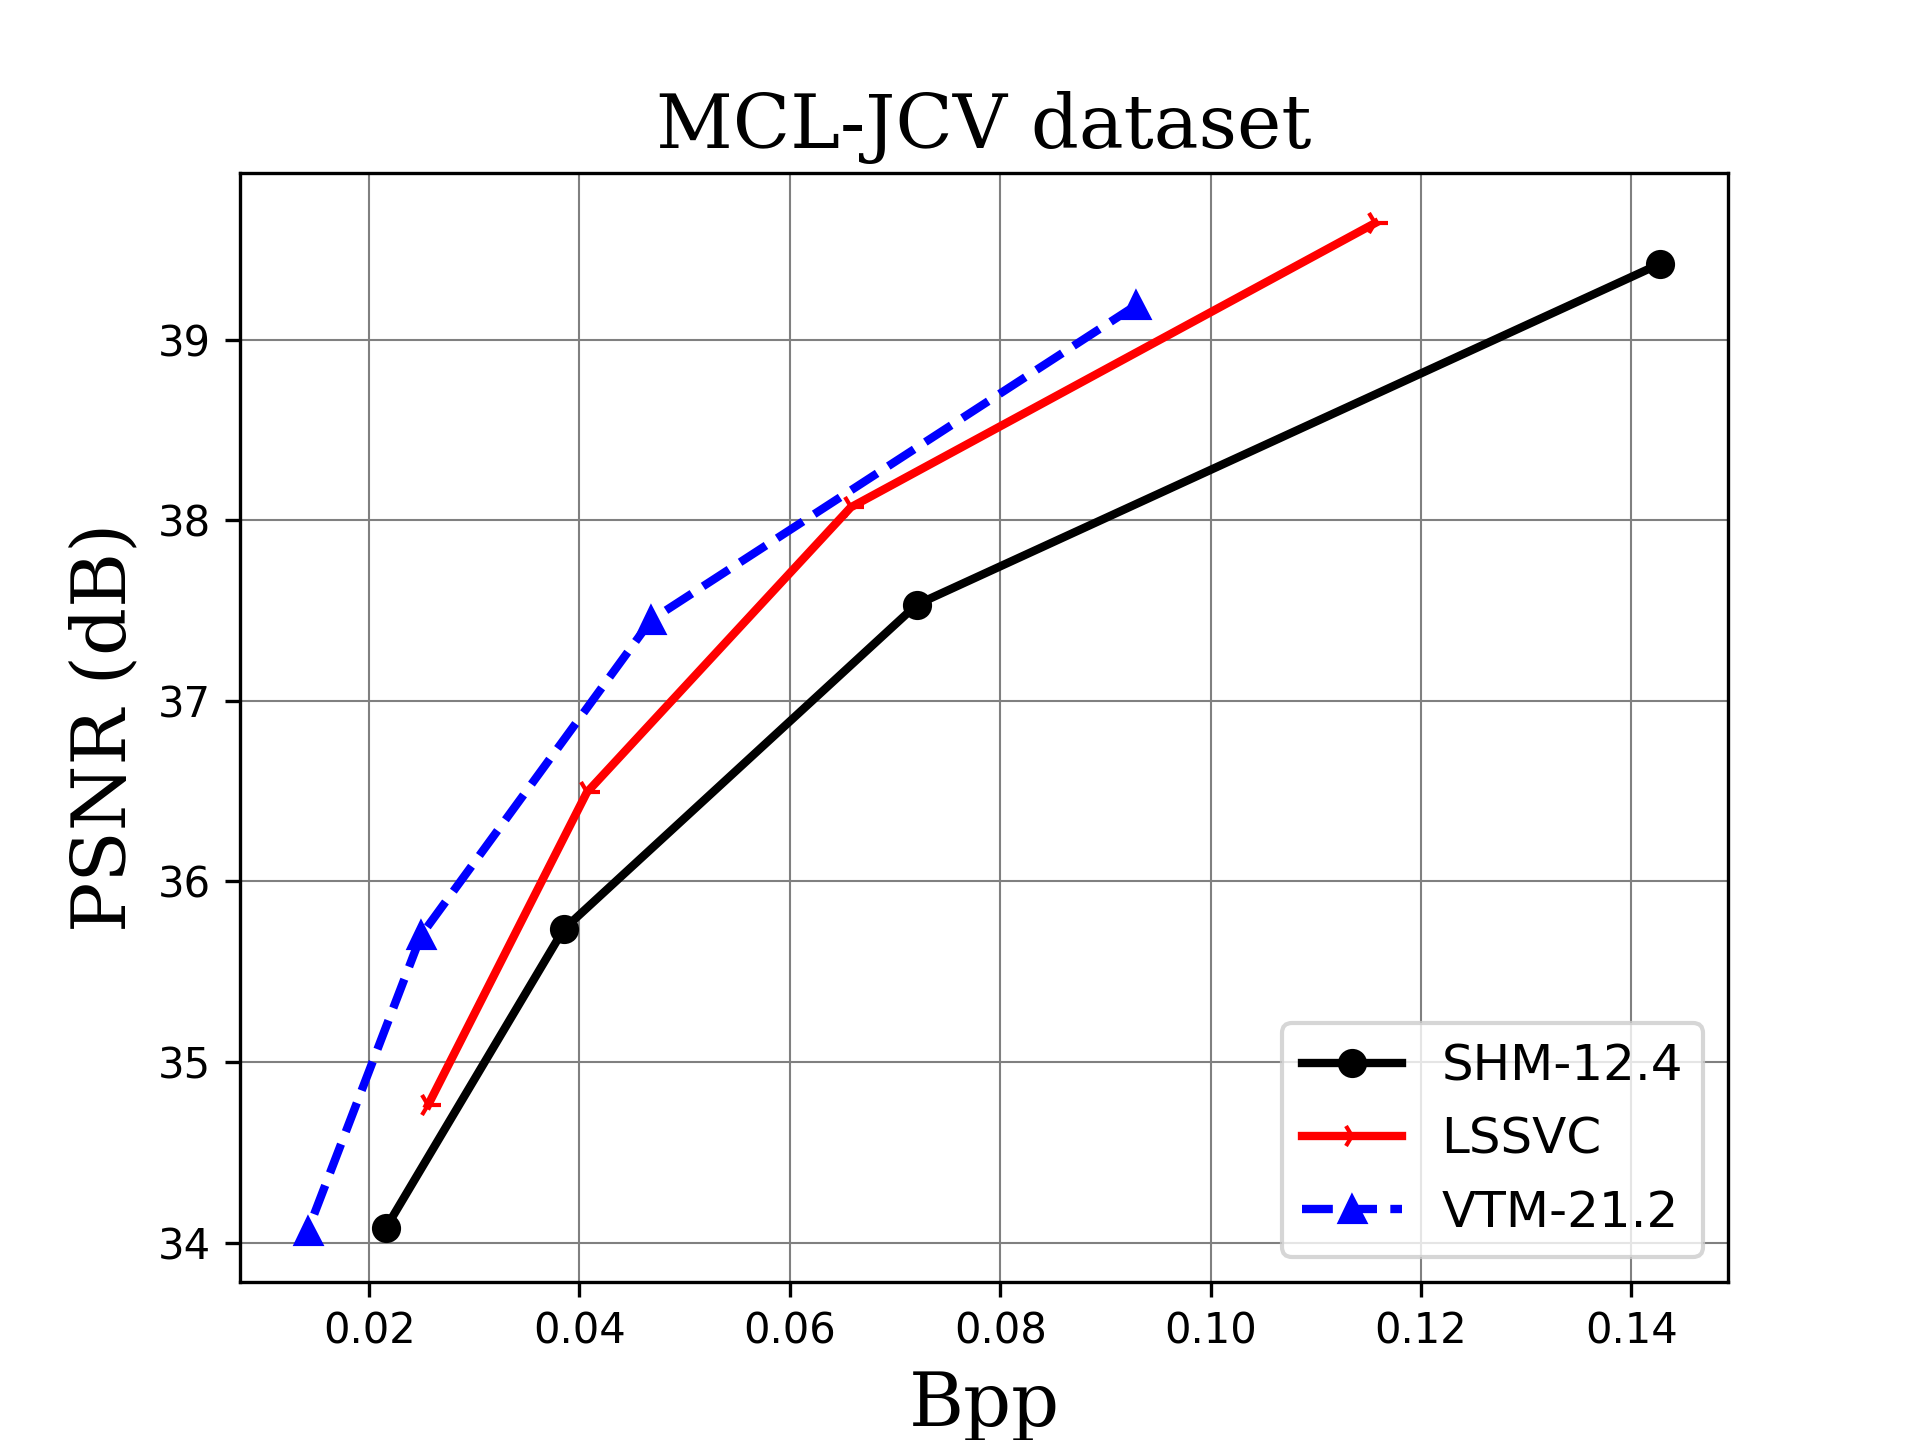 MCL-JCV dataset
PSNR (dB)
39
38
37
36
35
34
SHM-12.4
LSSVC
VTM-21.2
0.02 0.04 0.06 0.08 0.10 0.12 0.14
Bpp